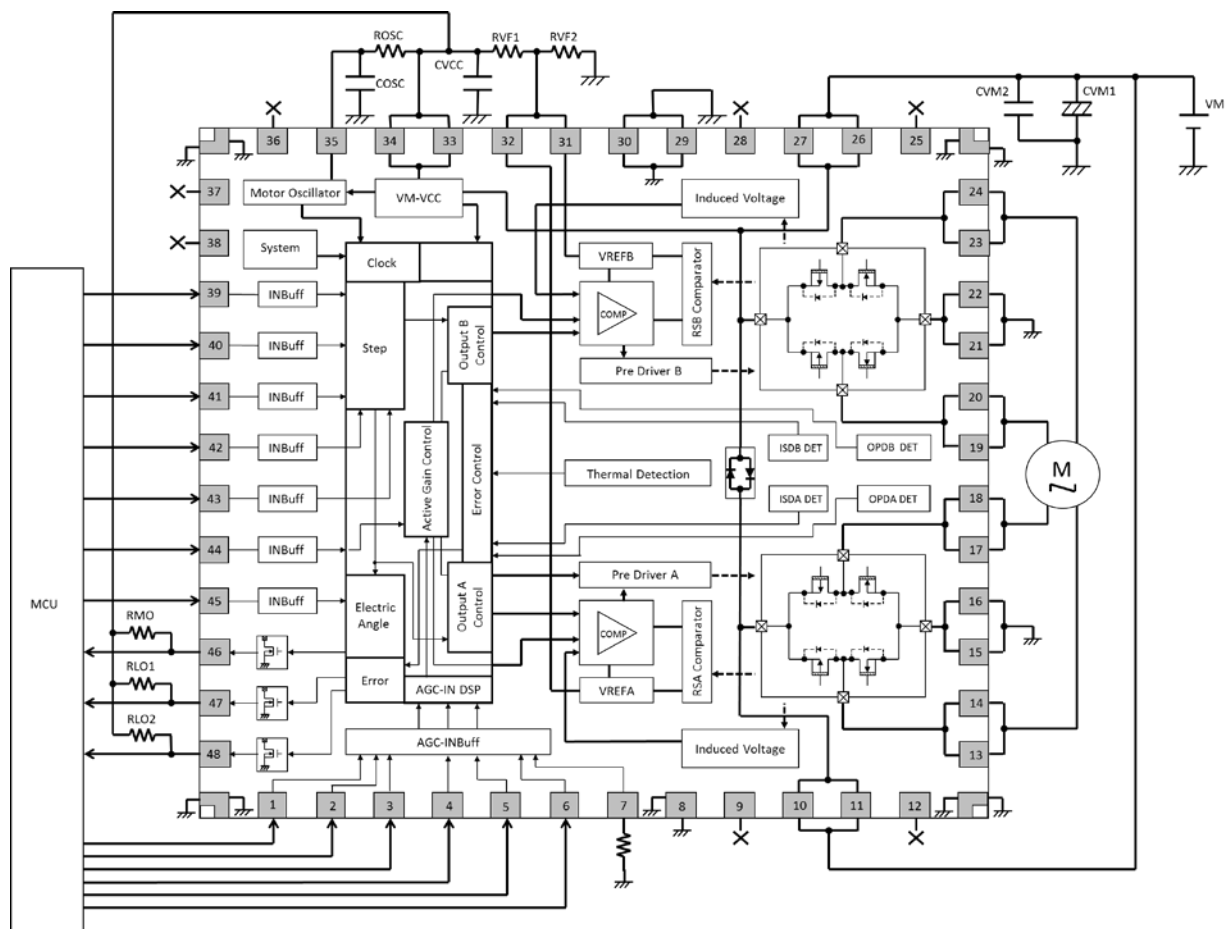 ROSC
RVF1
RVF2
COSC
CVCC
CVM2
CVM1
VM
36
35
34
33
32
31
30
29
28
27
26
25
37
Motor Oscillator
VM-VCC
Induced Voltage
24
38
System
Clock
VREFB
RSB Comparator
23
39
INBuff
Step
Output B Control
COMP
22
40
INBuff
Pre Driver B
21
41
INBuff
20
42
INBuff
Active Gain Control
Error Control
ISDB DET
OPDB DET
19
M
Thermal Detection
43
INBuff
ISDA DET
OPDA DET
18
44
INBuff
17
MCU
45
INBuff
Electric Angle
Output A Control
Pre Driver A
16
RMO
46
COMP
RSA Comparator
15
RLO1
47
Error
AGC-IN DSP
VREFA
14
RLO2
48
AGC-INBuff
Induced Voltage
13
1
2
3
4
5
6
7
8
9
10
11
12